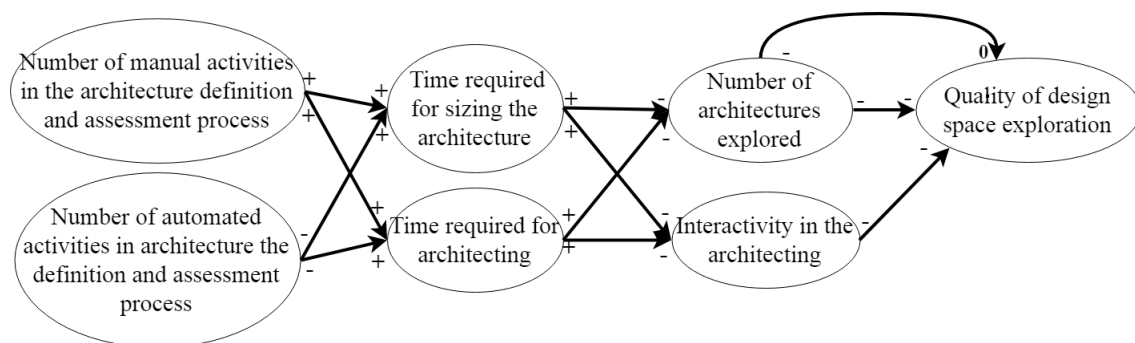 Number of manual activities
in the architecture definition
and assessment process
+
+
Number of automated
activities in architecture the
definition and assessment
process
-
-
+
+
Time required
for sizing the
architecture
+
+
+
+
Time required for
architecting
+
+
-
-
Number of
architectures
explored
-
-
-
-
Interactivity in the
architecting
-
0
-
-
Quality of design
space exploration